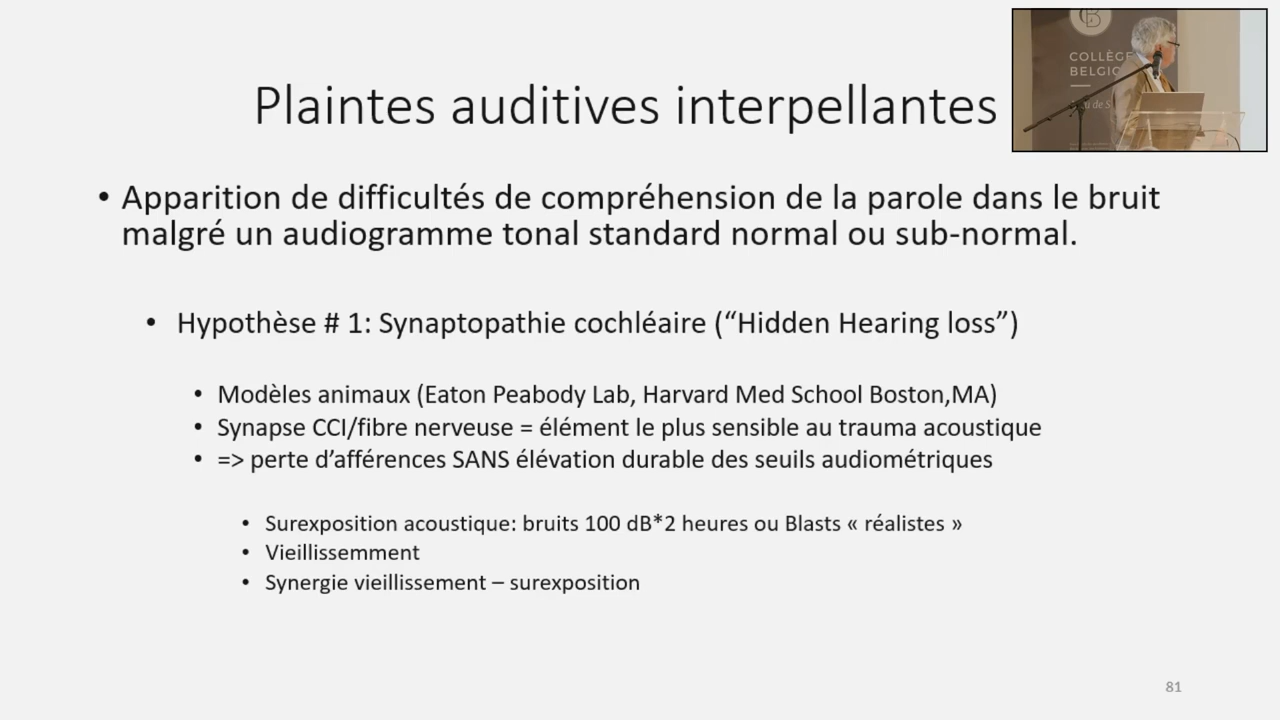 Plaintes auditives interpellantes
COLLÈGE
BELGIQ
• Apparition de difficultés de compréhension de la parole dans le bruit
malgré un audiogramme tonal standard normal ou sub-normal.
• Hypothèse # 1: Synaptopathie cochléaire (“Hidden Hearing loss”)
• Modèles animaux (Eaton Peabody Lab, Harvard Med School Boston,MA)
• Synapse CCI/fibre nerveuse = élément le plus sensible au trauma acoustique
• => perte d’afférences SANS élévation durable des seuils audiométriques
• Surexposition acoustique: bruits 100 dB*2 heures ou Blasts « réalistes »
• Vieillissemment
• Synergie vieillissement – surexposition
81